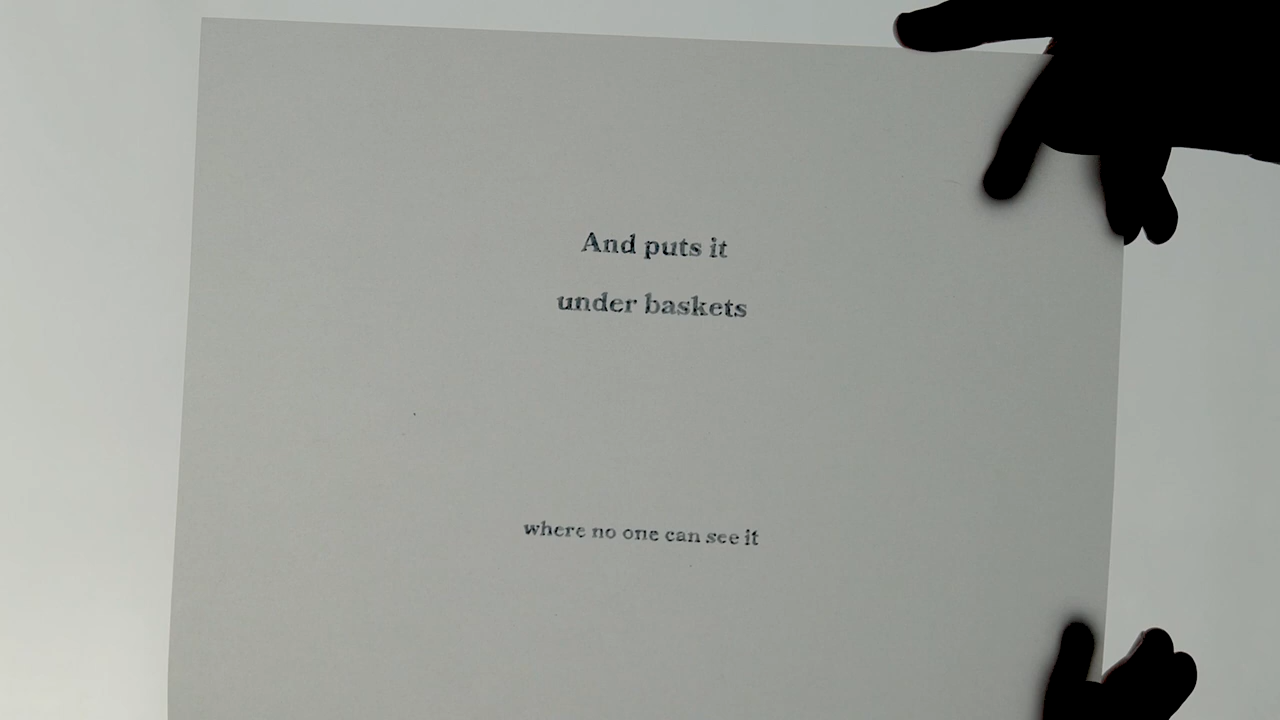 And puts it
under baskets
where no one can see it